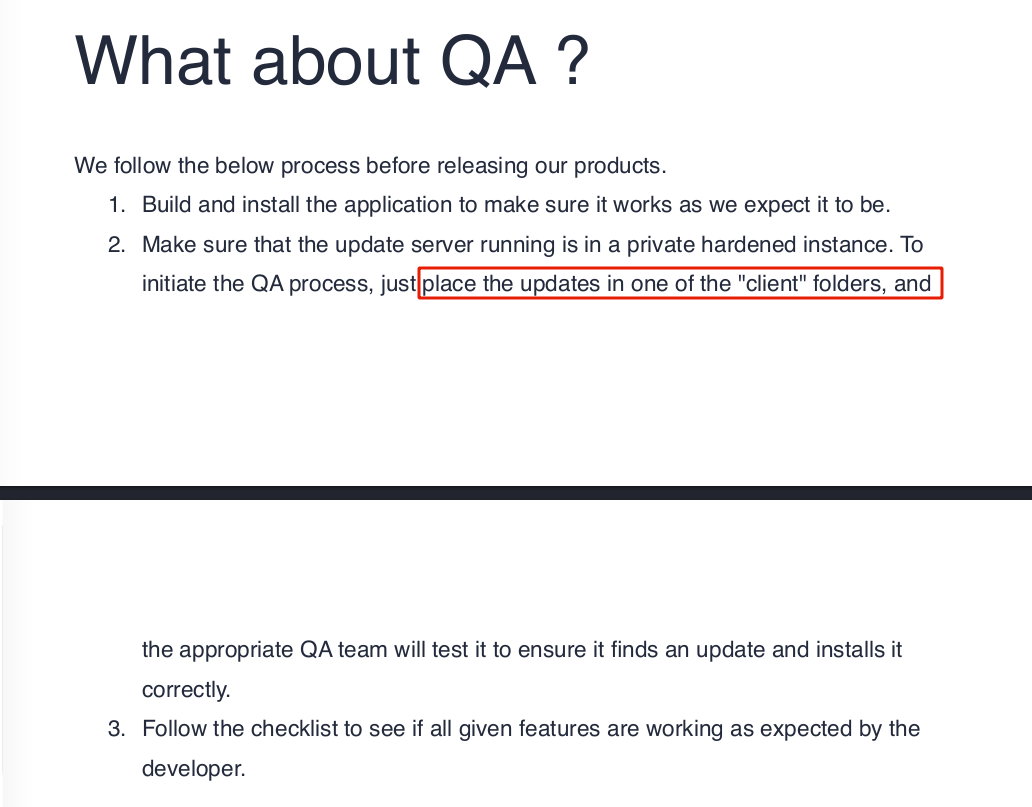 What about QA ?
We follow the below process before releasing our products.
1. Build and install the application to make sure it works as we expect it to be.
2. Make sure that the update server running is in a private hardened instance. To
initiate the QA process, just place the updates in one of the "client" folders, and
the appropriate QA team will test it to ensure it finds an update and installs it
correctly.
3. Follow the checklist to see if all given features are working as expected by the
developer.